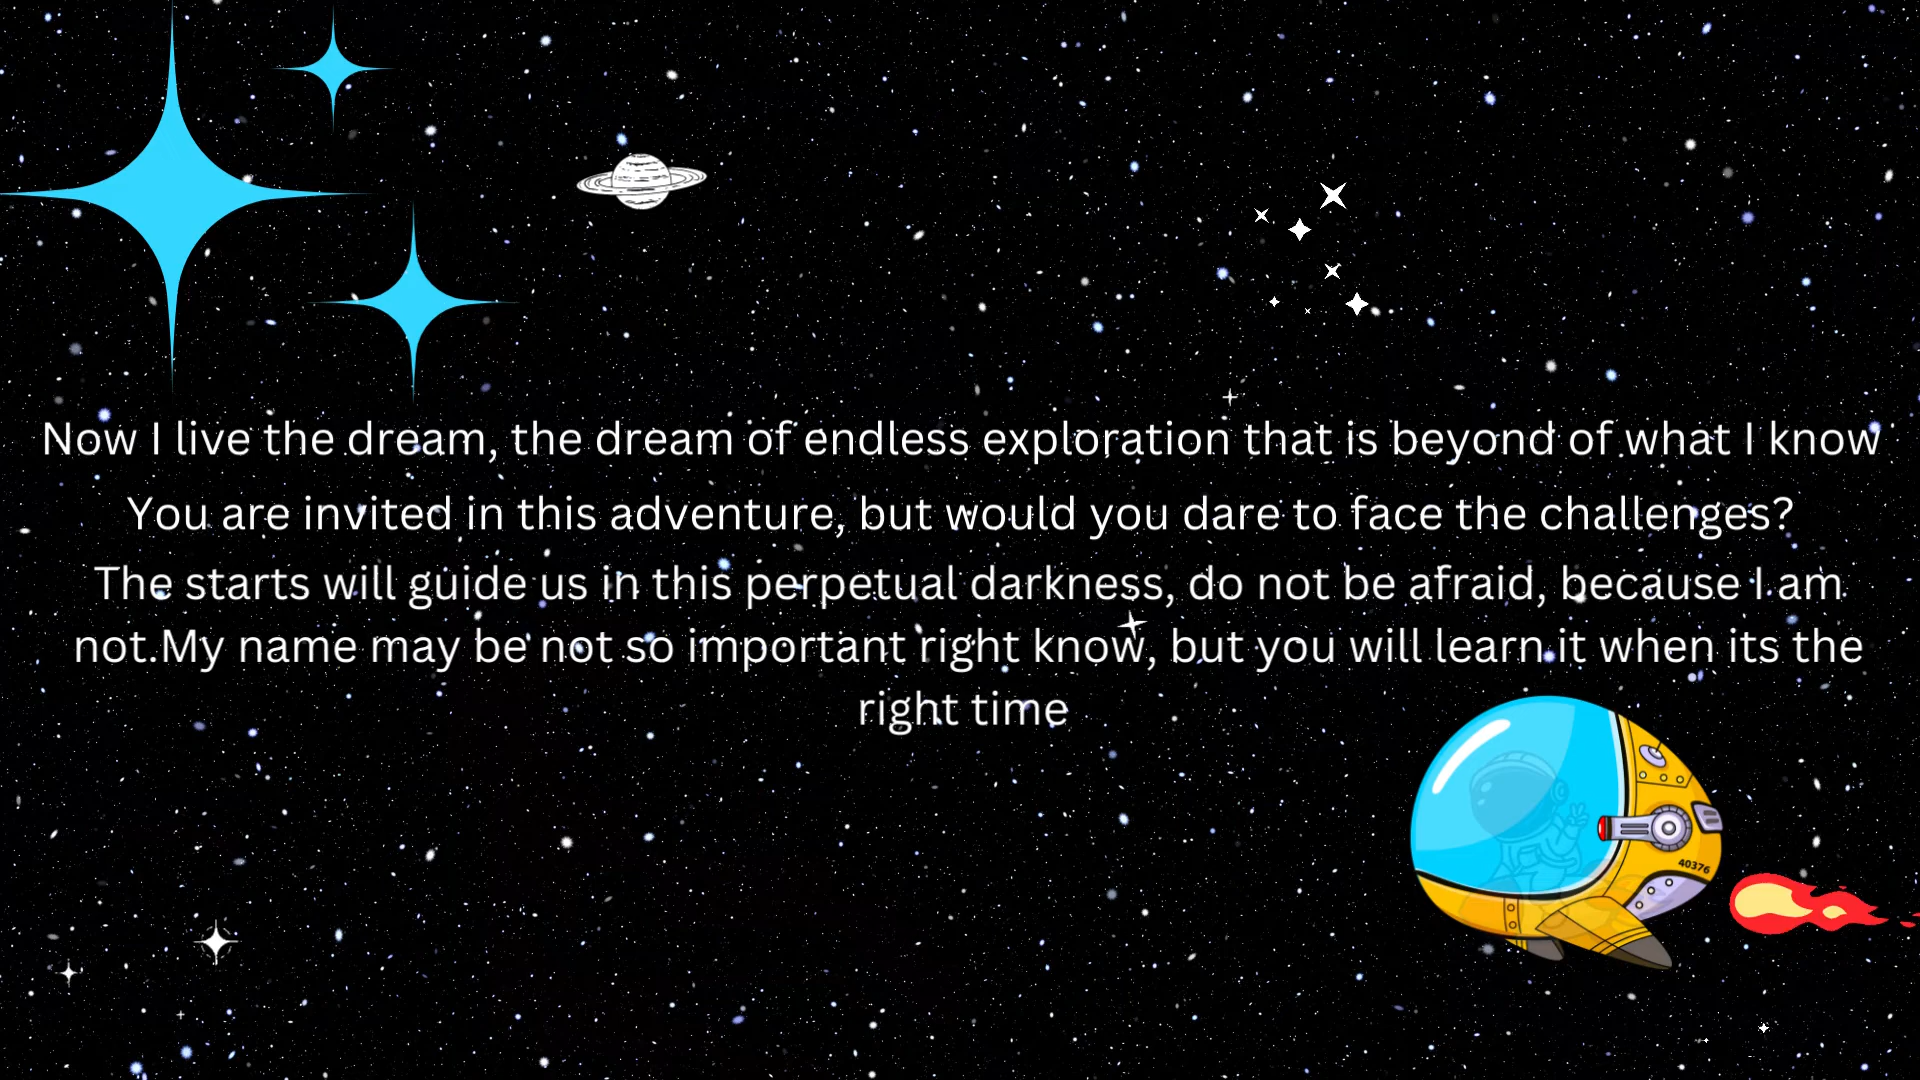 Now I live the dream, the dream of endless exploration that is beyond of what I know
You are invited in this adventure, but would you dare to face the challenges?
The starts will guide us in this perpetual darkness, do not be afraid, because I am
not.My name may be not so important right know, but you will learn it when its the
right time
40376